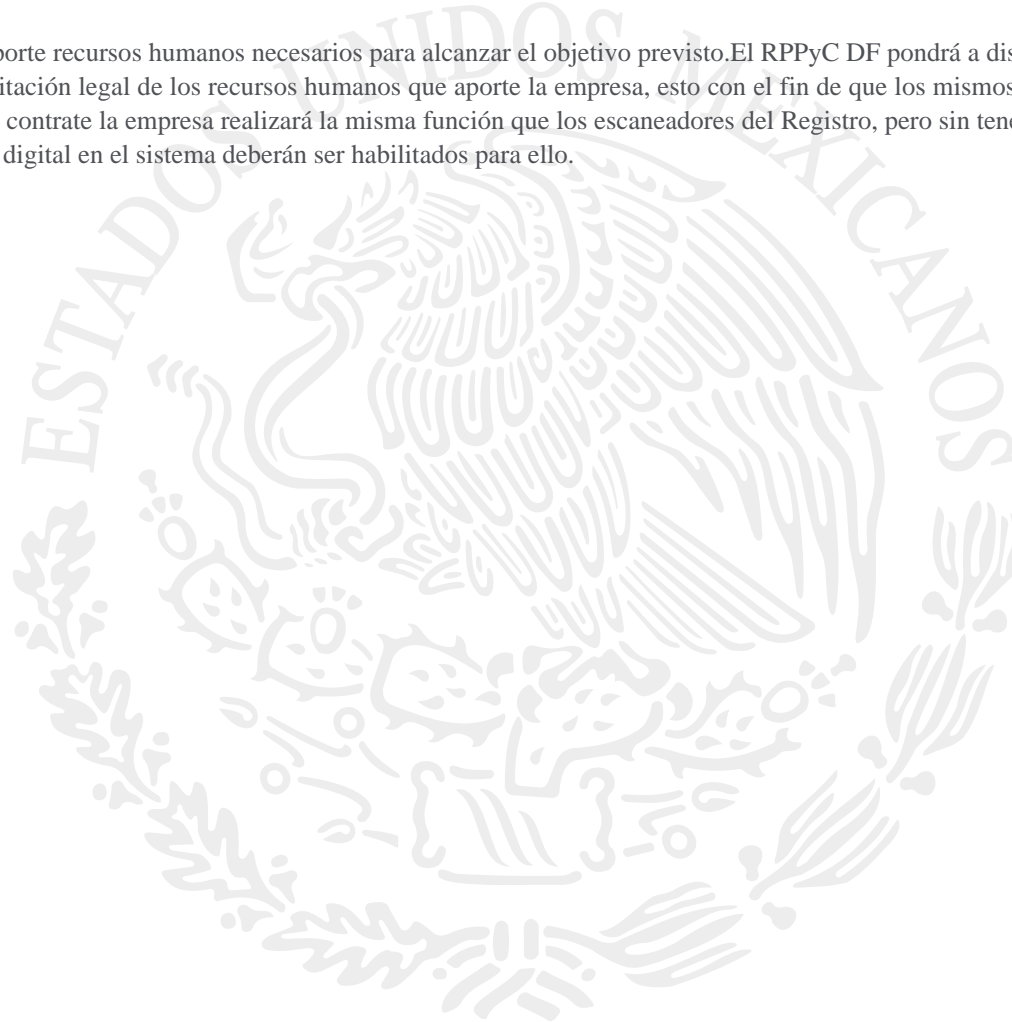 porte recursos humanos necesarios para alcanzar el objetivo previsto.El RPPyC DF pondrá a dis
itación legal de los recursos humanos que aporte la empresa, esto con el fin de que los mismos
contrate la empresa realizará la misma función que los escaneadores del Registro, pero sin tene
digital en el sistema deberán ser habilitados para ello.
ESTADOS UNIDOS MEXICANOS